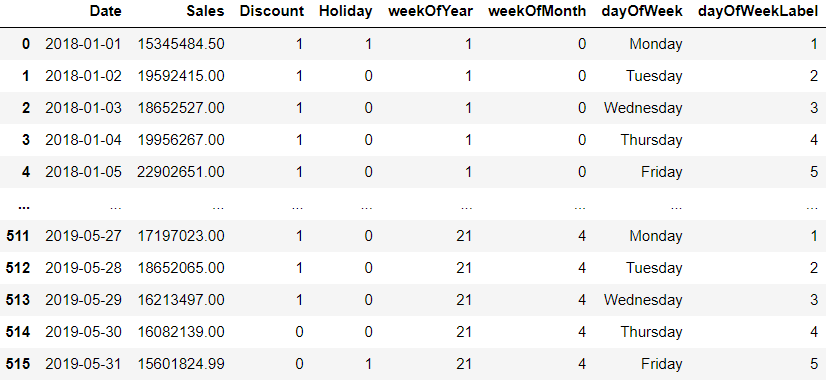 Date Sales Discount Holiday weekOfYear weekOfMonth dayOfWeek dayOfWeekLabel
0 2018-01-01 15345484.50 1 1 1 0 Monday 1
1 2018-01-02 19592415.00 1 0 1 0 Tuesday 2
2 2018-01-03 18652527.00 1 0 1 0 Wednesday 3
3 2018-01-04 19956267.00 1 0 1 0 Thursday 4
4 2018-01-05 22902651.00 1 0 1 0 Friday 5
... ... ... ... ... ... ... ... ...
511 2019-05-27 17197023.00 1 0 21 4 Monday 1
512 2019-05-28 18652065.00 1 0 21 4 Tuesday 2
513 2019-05-29 16213497.00 1 0 21 4 Wednesday 3
514 2019-05-30 16082139.00 0 0 21 4 Thursday 4
515 2019-05-31 15601824.99 0 1 21 4 Friday 5